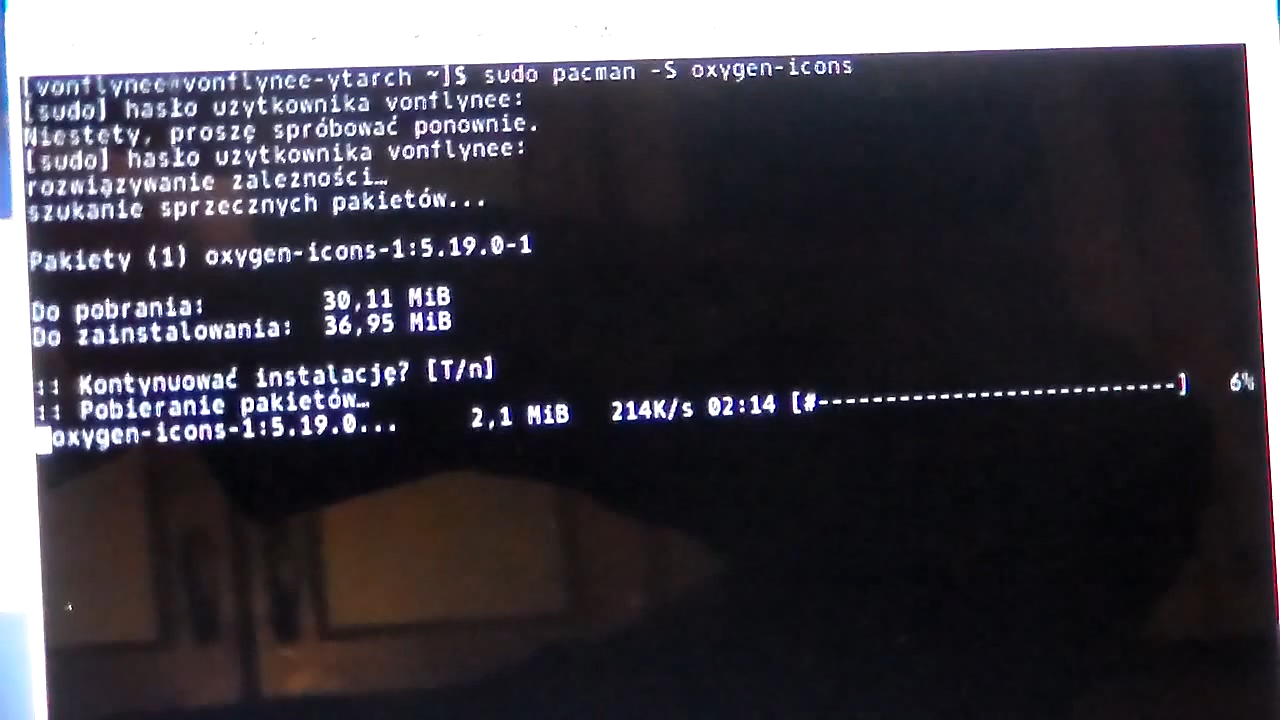 [vonflynee@vonflynee-ytarch ~]$ sudo pacman -S oxygen-icons
[sudo] hasło użytkownika vonflynee:
Niestety, proszę spróbować ponownie.
[sudo] hasło użytkownika vonflynee:
rozwiązywanie zależności…
szukanie sprzecznych pakietów...
Pakiety (1) oxygen-icons-1:5.19.0-1
Do pobrania: 30,11 MiB
Do zainstalowania: 36,95 MiB
:: Kontynuować instalację? [T/n]
:: Pobieranie pakietów…
oxygen-icons-1:5.19.0... 2,1 MiB 214K/s 02:14 [#---------------------------] 6%